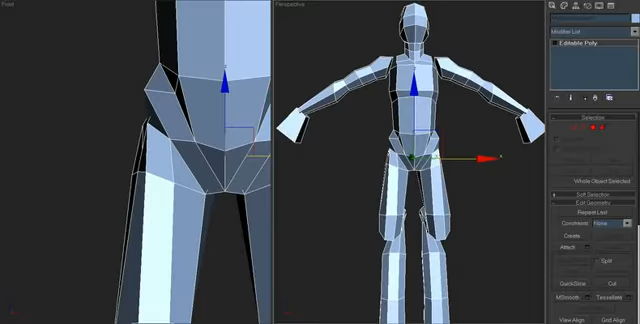 Front
Perspective
z
z
x
Modifier List
Editable Poly
Selection
Whole Object Selected
Soft Selection
Edit Geometry
Repeat Last
Constraints: None
Create
Attach
Split
QuickSlice Cut
MSmooth Tessellate
View Align Grid Align